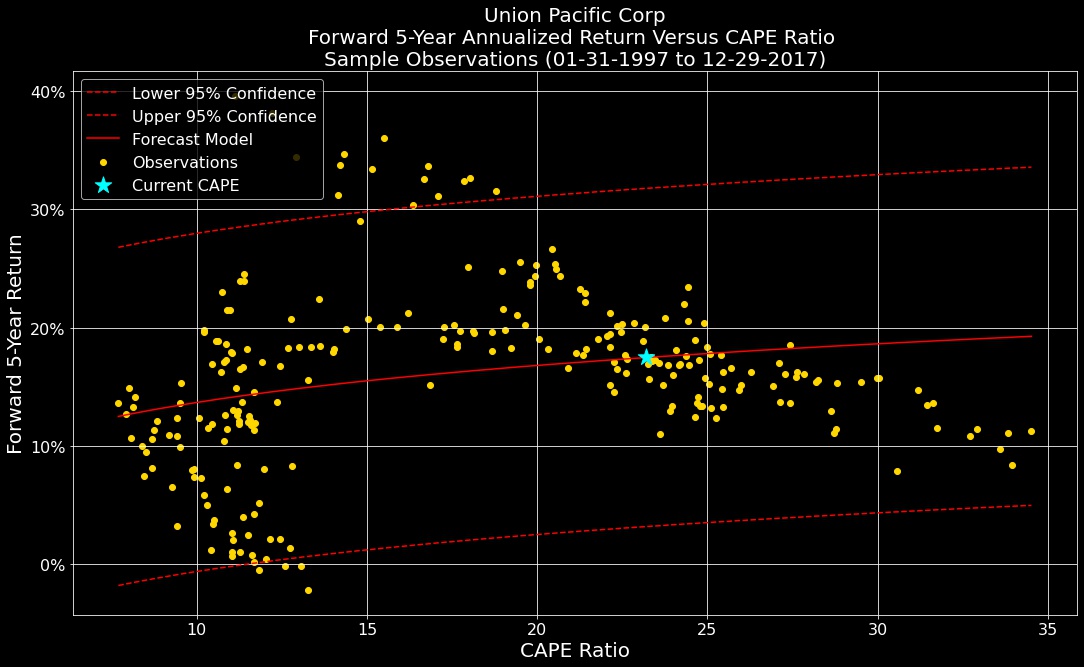 Union Pacific Corp
Forward 5-Year Annualized Return Versus CAPE Ratio
Sample Observations (01-31-1997 to 12-29-2017)
Lower 95% Confidence
Upper 95% Confidence
Forecast Model
Observations
Current CAPE
Forward 5-Year Return
40%
30%
20%
10%
0%
10 15 20 25 30 35
CAPE Ratio